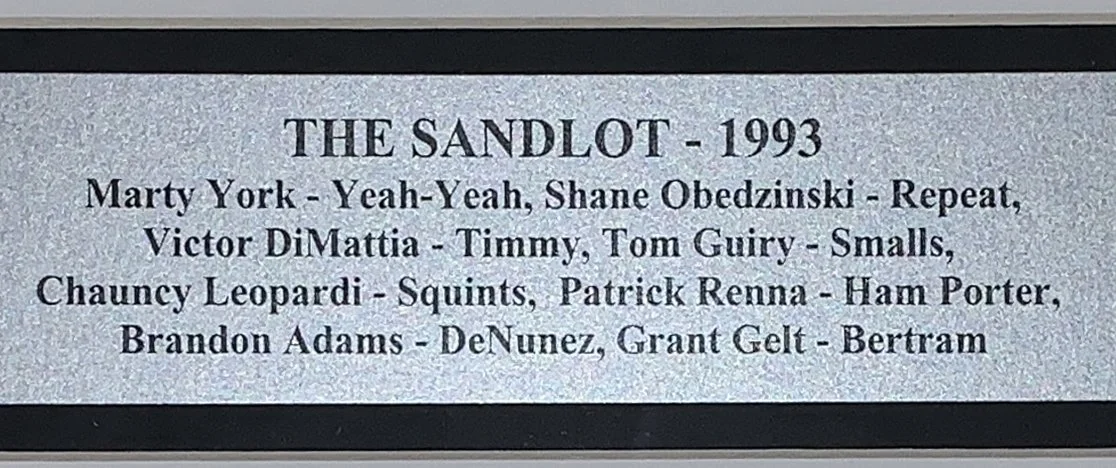 THE SANDLOT - 1993
Marty York - Yeah-Yeah, Shane Obedzinski - Repeat,
Victor DiMattia - Timmy, Tom Guiry - Smalls,
Chauncy Leopardi - Squints, Patrick Renna - Ham Porter,
Brandon Adams - DeNunez, Grant Gelt - Bertram